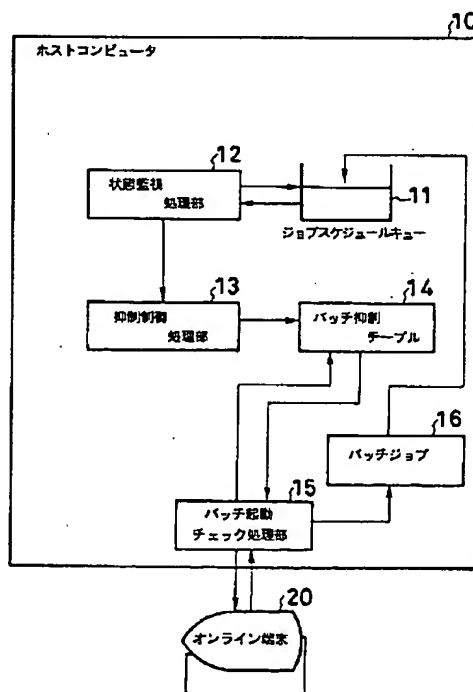 10
ホストコンピュータ
12
状態監視
処理部
11
ジョブスケジュールキュー
13
抑制制御
処理部
14
バッチ抑制
テーブル
16
バッチジョブ
15
バッチ起動
チェック処理部
20
オンライン端末